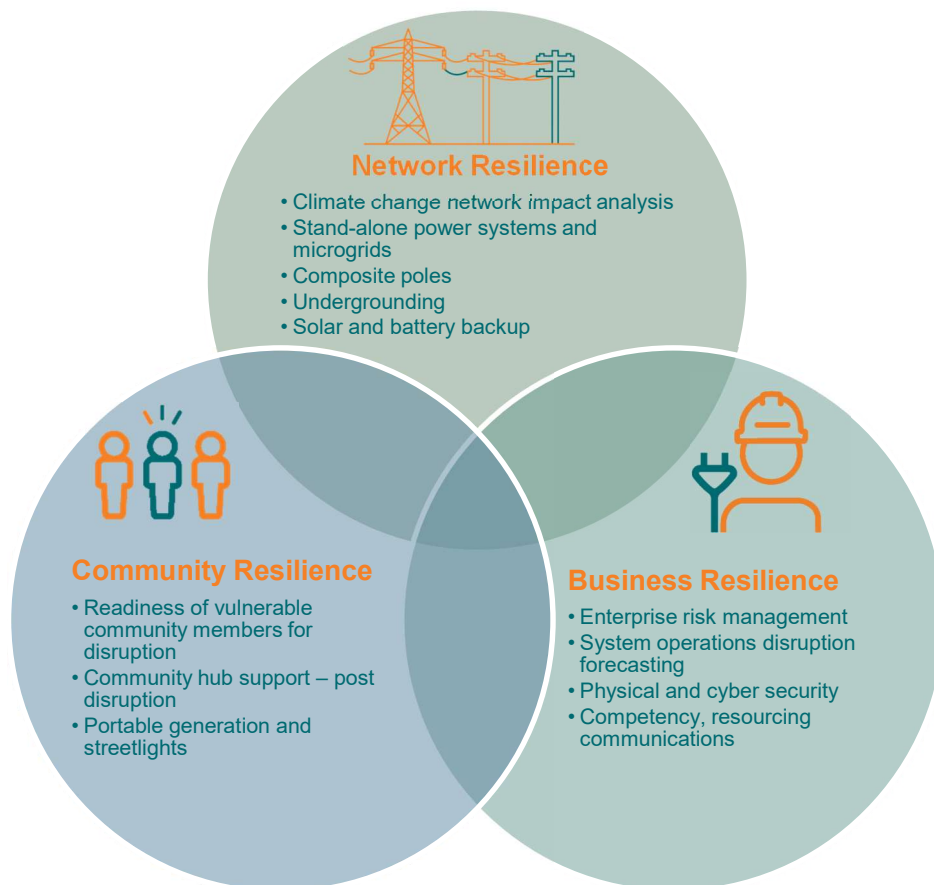 Network Resilience
• Climate change network impact analysis
• Stand-alone power systems and
microgrids
• Composite poles
• Undergrounding
• Solar and battery backup
Community Resilience
• Readiness of vulnerable
community members for
disruption
• Community hub support – post
disruption
• Portable generation and
streetlights
Business Resilience
• Enterprise risk management
• System operations disruption
forecasting
• Physical and cyber security
• Competency, resourcing
communications